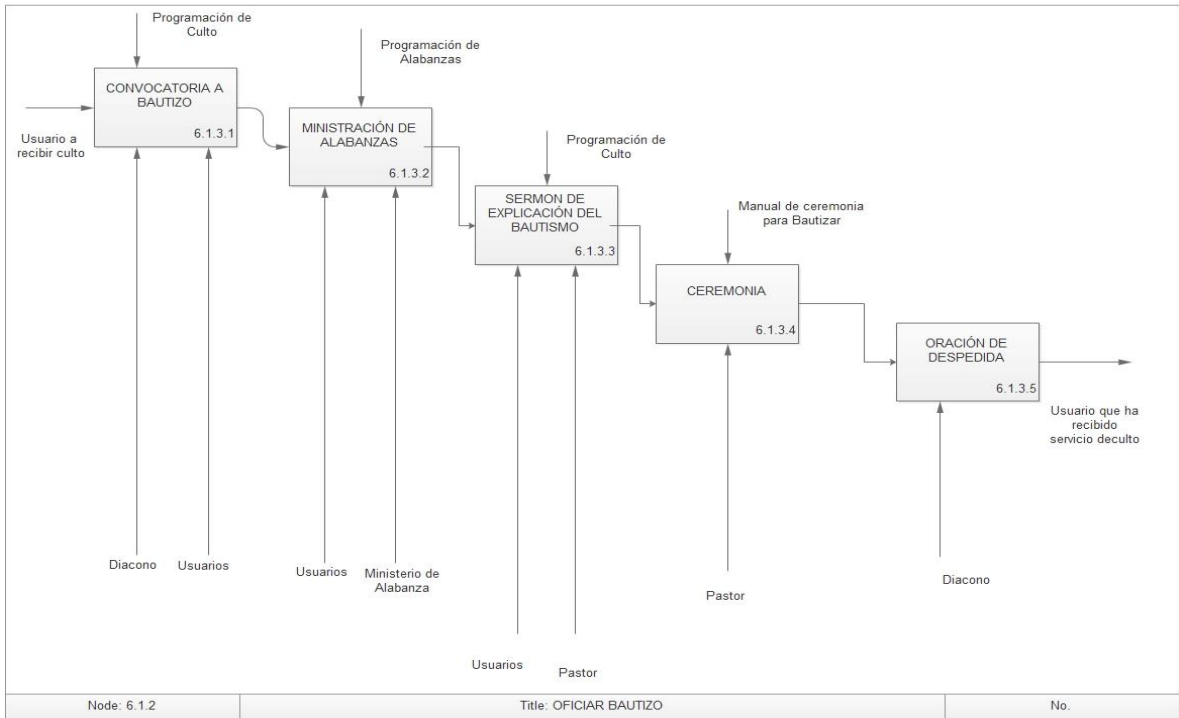 Programación de
Culto
CONVOCATORIA A
BAUTIZO
6.1.3.1
Usuario a
recibir culto
Programación de
Alabanzas
MINISTRACIÓN DE
ALABANZAS
6.1.3.2
Programación de
Culto
SERMON DE
EXPLICACIÓN DEL
BAUTISMO
6.1.3.3
Manual de ceremonia
para Bautizar
CEREMONIA
6.1.3.4
ORACIÓN DE
DESPEDIDA
6.1.3.5
Usuario que ha
recibido
servicio deculto
Diacono
Usuarios
Usuarios
Ministerio de
Alabanza
Usuarios
Pastor
Pastor
Diacono
Node: 6.1.2
Title: OFICIAR BAUTIZO
No.